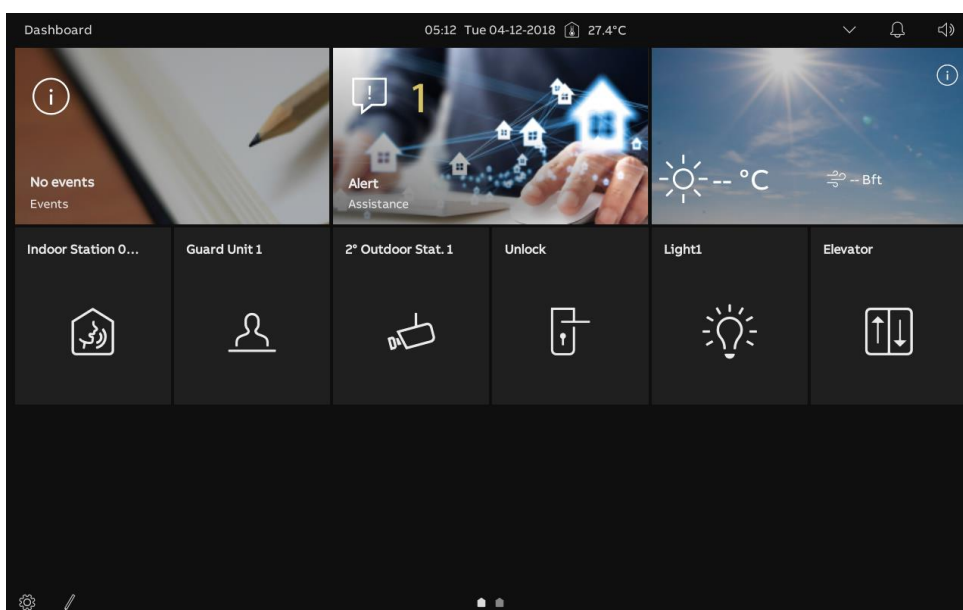 Dashboard
05:12 Tue 04-12-2018 27.4°C
No events
Events
1
Alert
Assistance
-- °C
-- Bft
Indoor Station 0...
Guard Unit 1
2° Outdoor Stat. 1
Unlock
Light1
Elevator